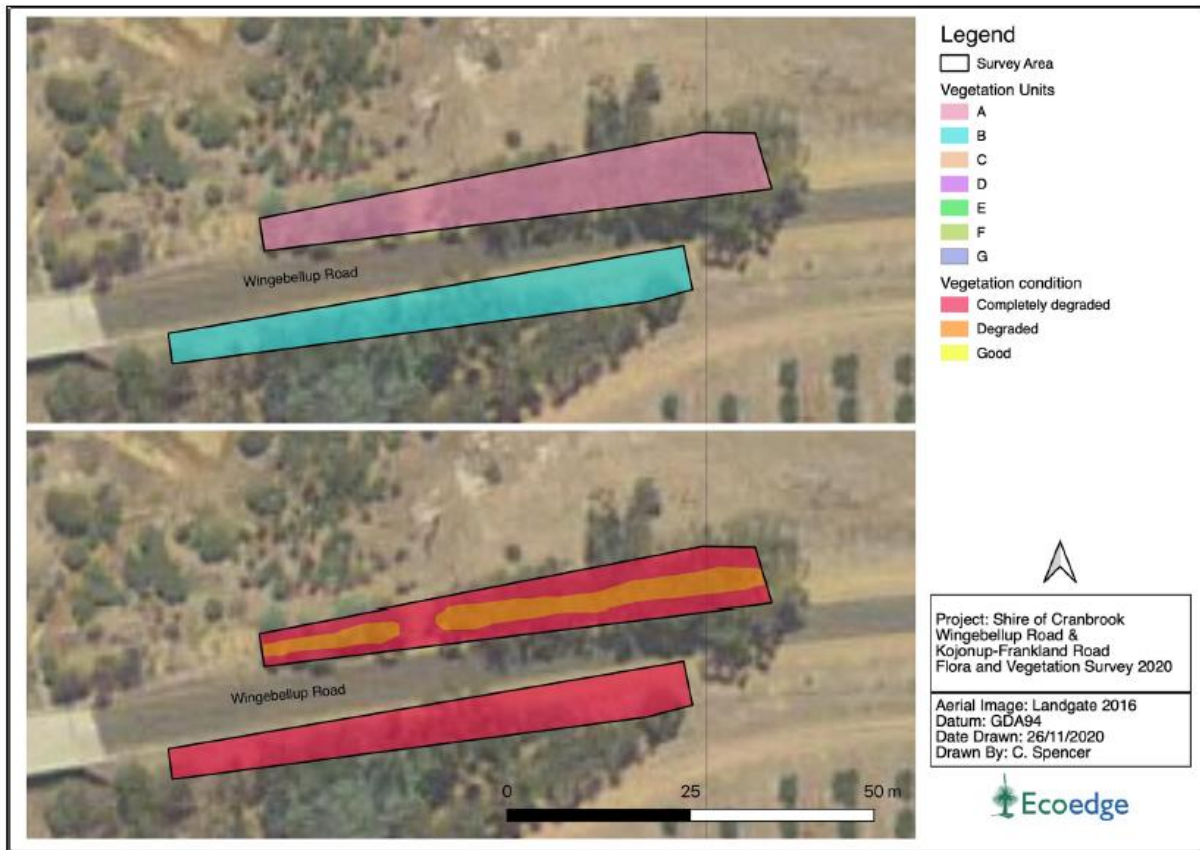 Wingebellup Road
Wingebellup Road
0 25 50 m
Legend
Survey Area
Vegetation Units
A
B
C
D
E
F
G
Vegetation condition
Completely degraded
Degraded
Good
Project: Shire of Cranbrook
Wingebellup Road &
Kojonup-Frankland Road
Flora and Vegetation Survey 2020
Aerial Image: Landgate 2016
Datum: GDA94
Date Drawn: 26/11/2020
Drawn By: C. Spencer
Ecoedge